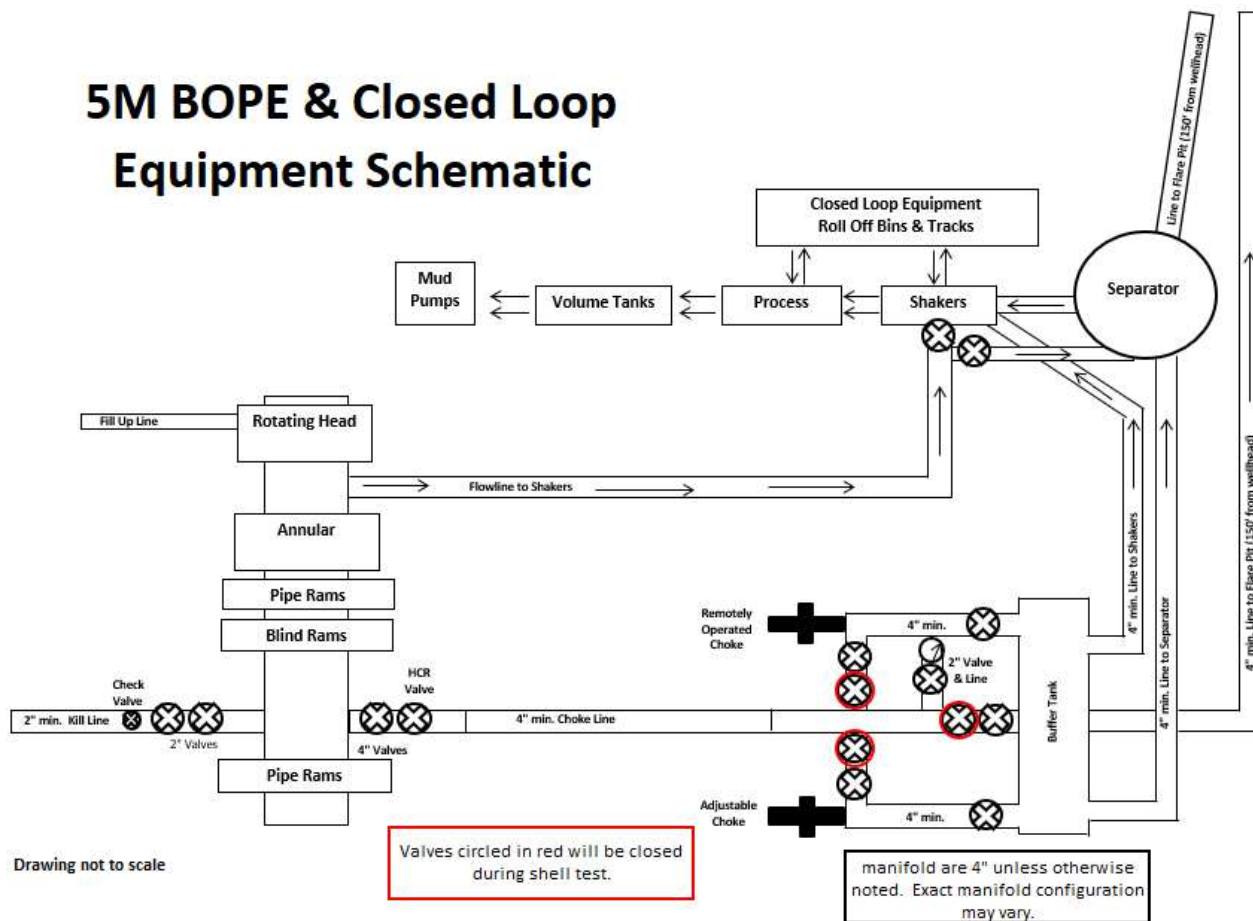 5M BOPE & Closed Loop
Equipment Schematic
Line to Flare Pit (150' from wellhead)
Closed Loop Equipment
Roll Off Bins & Tracks
Mud
Pumps
Volume Tanks
Process
Shakers
Separator
Fill Up Line
Rotating Head
Flowline to Shakers
Annular
Pipe Rams
Blind Rams
Check
Valve
2" min. Kill Line
2" Valves
HCR
Valve
4" Valves
4" min. Choke Line
Pipe Rams
Remotely
Operated
Choke
4" min.
2" Valve
& Line
Buffer Tank
Adjustable
Choke
4" min.
4" min. Line to Shakers
4" min. Line to Separator
4" min. Line to Flare Pit (150' from wellhead)
Drawing not to scale
Valves circled in red will be closed
during shell test.
manifold are 4" unless otherwise
noted. Exact manifold configuration
may vary.